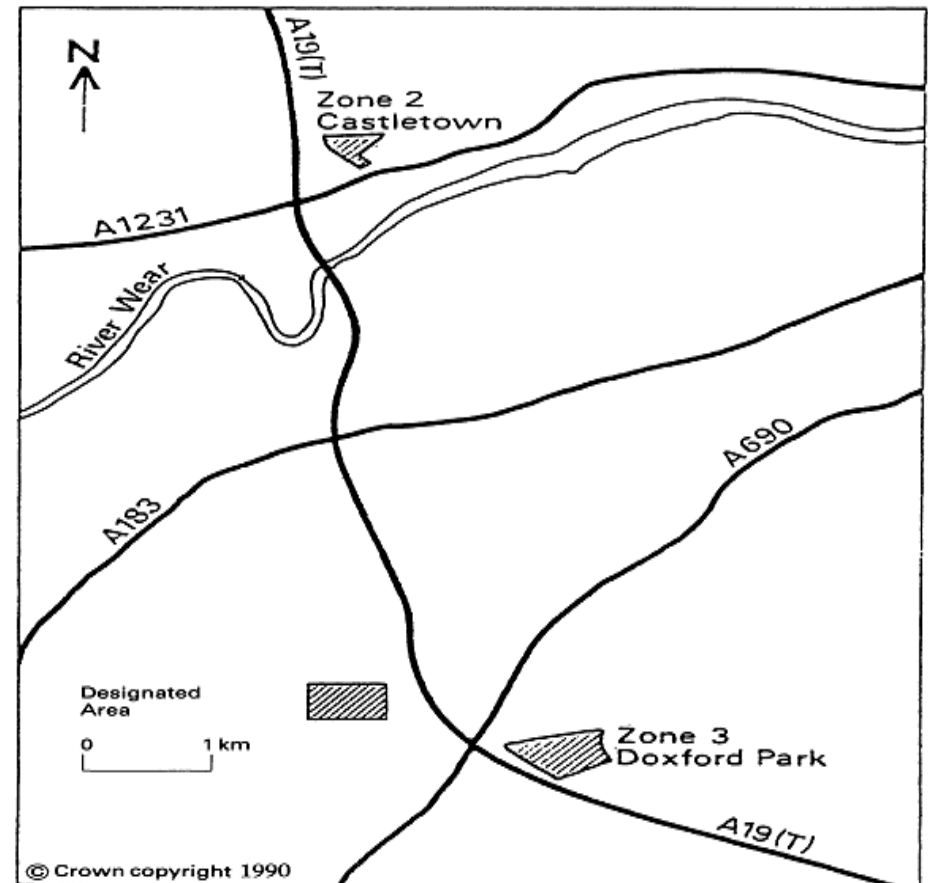 N
A19(T)
Zone 2
Castletown
A1231
River Wear
A690
A183
Designated
Area
0 1 km
Zone 3
Doxford Park
A19(T)
© Crown copyright 1990